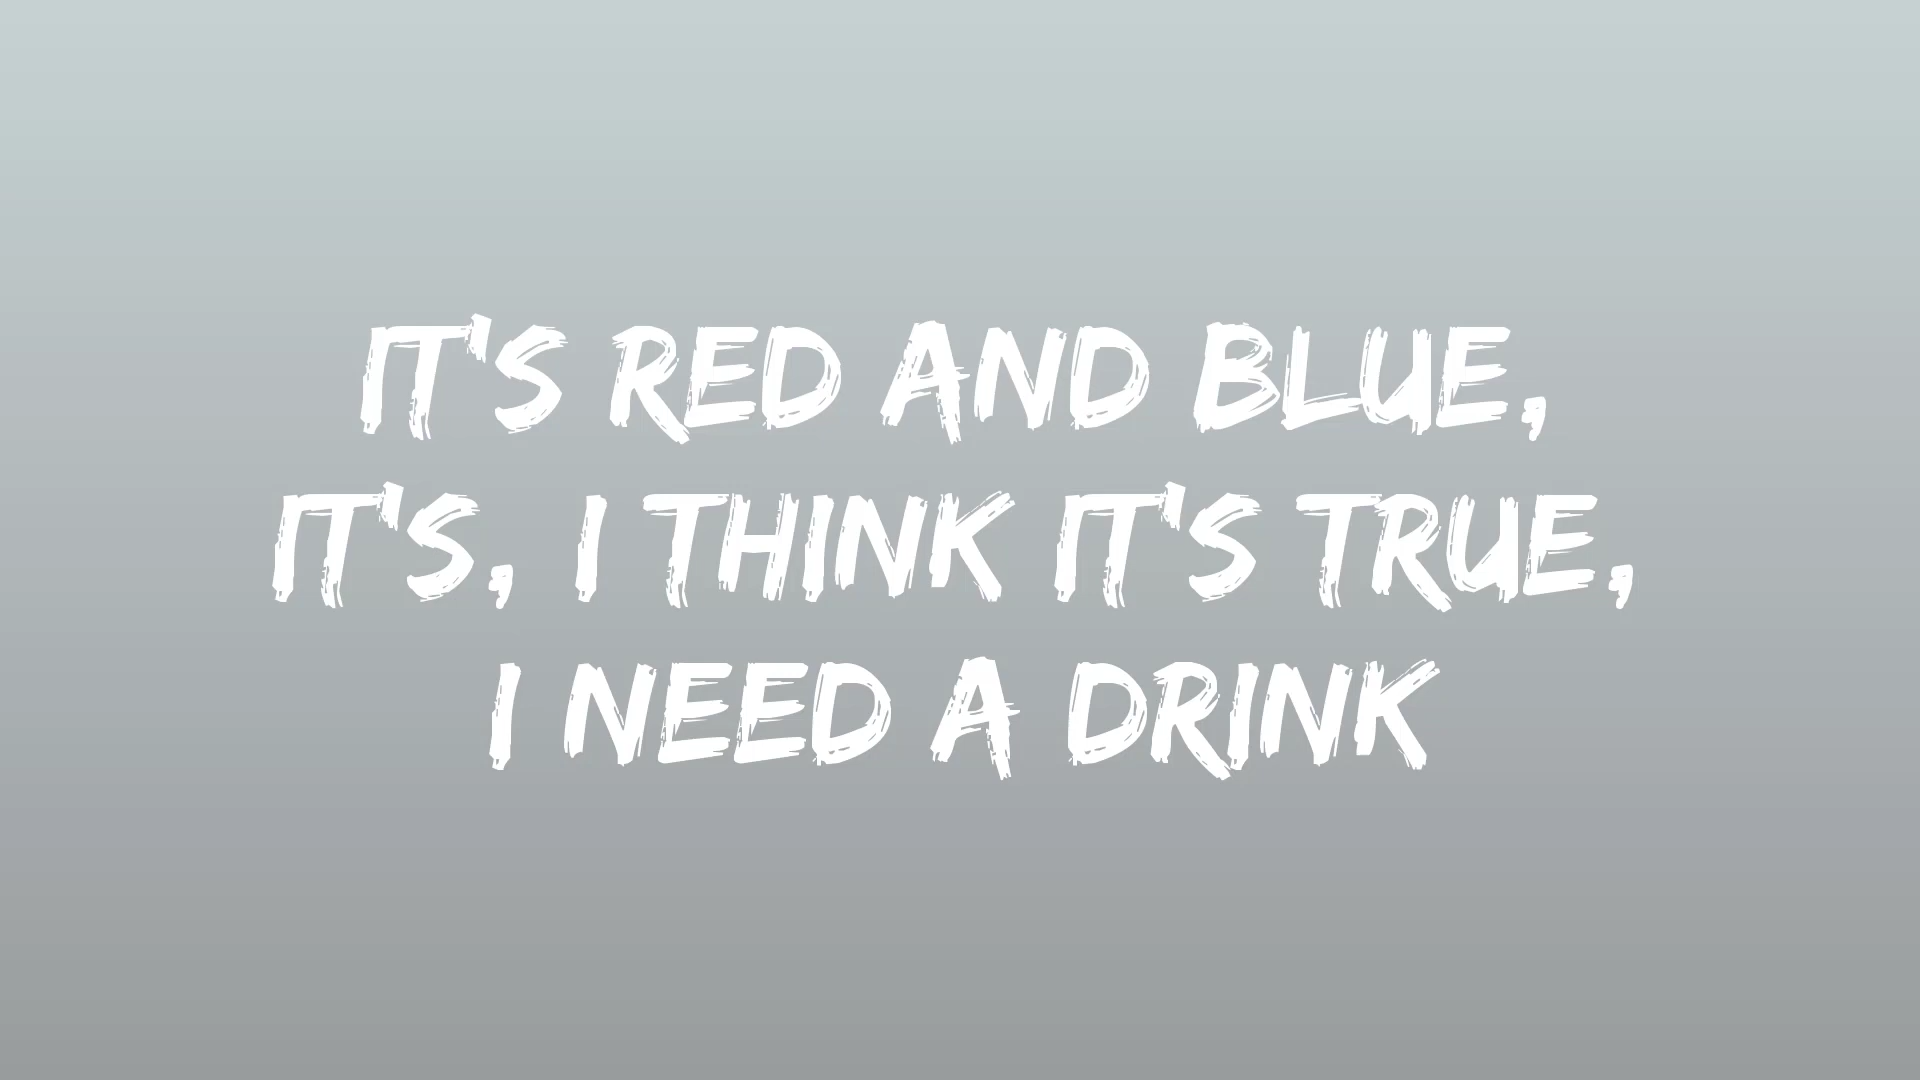 IT'S RED AND BLUE,
IT'S, I THINK IT'S TRUE,
I NEED A DRINK